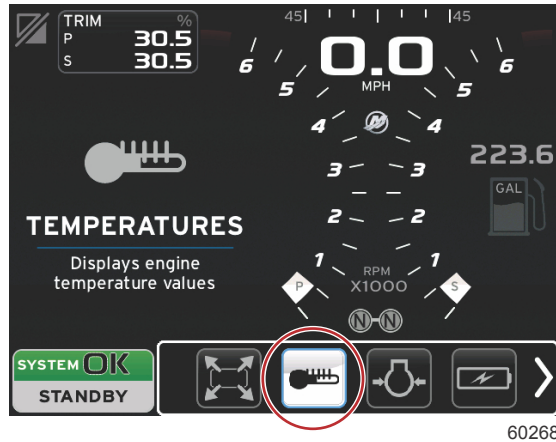 TRIM %
P 30.5
S 30.5
45 45
0.0
MPH
6 6
5 5
4 4
3 3
2 2
1 1
RPM
X1000
P S
N N
223.6
GAL
TEMPERATURES
Displays engine
temperature values
SYSTEM OK
STANDBY
60268